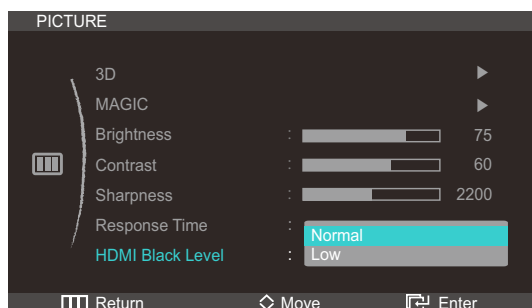 PICTURE
3D
MAGIC
Brightness : 75
Contrast : 60
Sharpness : 2200
Response Time :
Normal
HDMI Black Level : Low
Return Move Enter